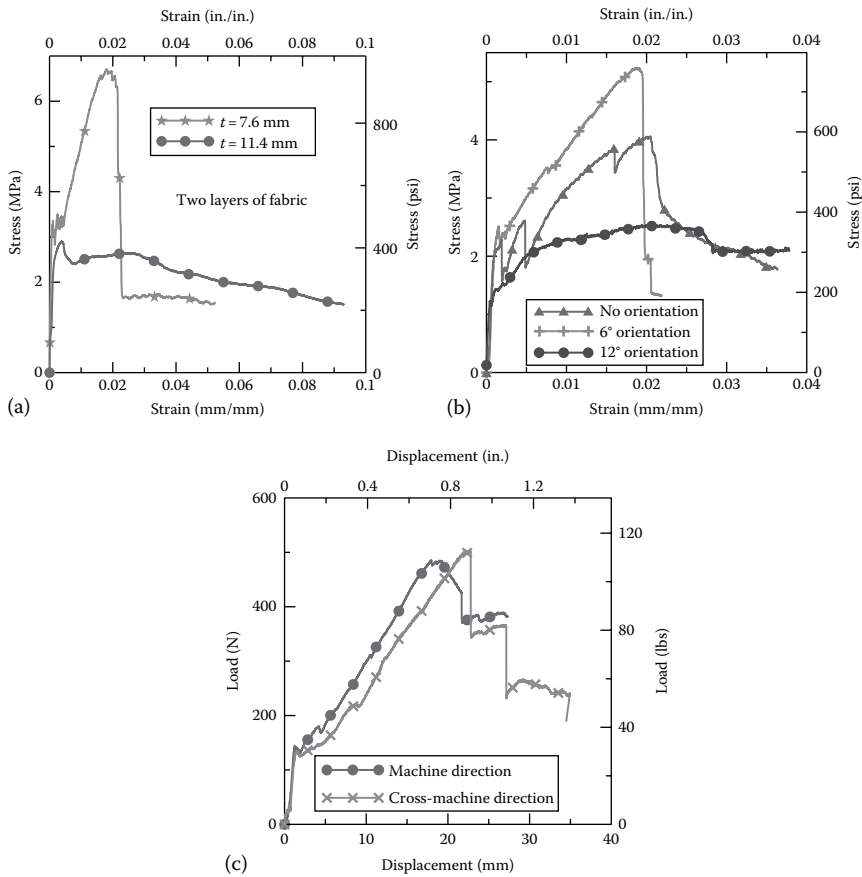 Strain (in./in.)
0 0.02 0.04 0.06 0.08 0.1
6
4
2
0
Stress (MPa)
800
400
0
Stress (psi)
t = 7.6 mm
t = 11.4 mm
Two layers of fabric
0 0.02 0.04 0.06 0.08 0.1
Strain (mm/mm)
(a)
Strain (in./in.)
0 0.01 0.02 0.03 0.04
4
2
0
Stress (MPa)
600
400
200
0
Stress (psi)
No orientation
6° orientation
12° orientation
0 0.01 0.02 0.03 0.04
Strain (mm/mm)
(b)
Displacement (in.)
0 0.4 0.8 1.2
600
400
200
0
Load (N)
120
80
40
0
Load (lbs)
Machine direction
Cross-machine direction
0 10 20 30 40
Displacement (mm)
(c)